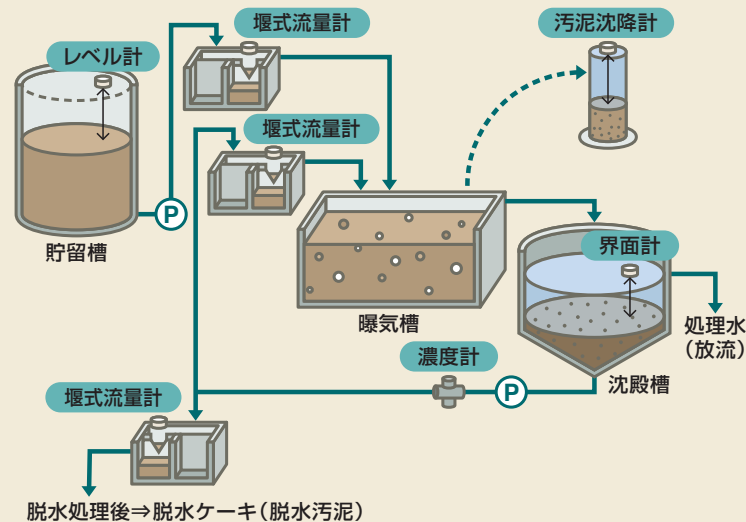 堰式流量計
汚泥沈降計
レベル計
堰式流量計
P
貯留槽
界面計
曝気槽
処理水
(放流)
濃度計
P
沈殿槽
堰式流量計
脱水処理後⇒脱水ケーキ(脱水汚泥)